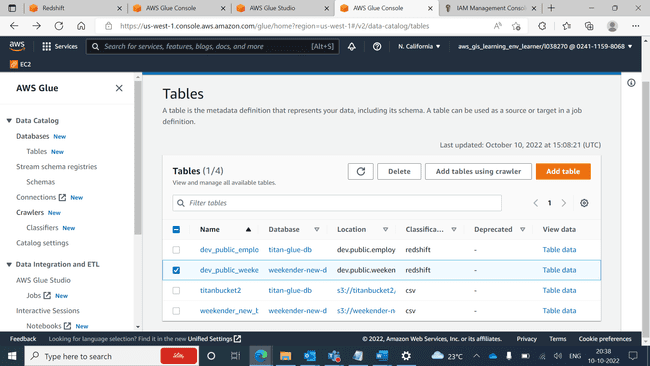 Redshift
AWS Glue Console
AWS Glue Studio
AWS Glue Console
IAM Management Console
https://us-west-1.console.aws.amazon.com/glue/home?region=us-west-1#/v2/data-catalog/tables
aws
Services
Search for services, features, blogs, docs, and more
[Alt+S]
N. California
aws_gis_learning_env_learner/l038270 @ 0241-1159-8068
EC2
AWS Glue
Data Catalog
Databases New
Tables New
Stream schema registries
Schemas
Connections New
Crawlers New
Classifiers New
Catalog settings
Data Integration and ETL
AWS Glue Studio
Jobs New
Interactive Sessions
Notebooks New
Tables
A table is the metadata definition that represents your data, including its schema. A table can be used as a source or target in a job
definition.
Last updated: October 10, 2022 at 15:08:21 (UTC)
Tables (1/4)
View and manage all available tables.
Delete
Add tables using crawler
Add table
Filter tables
1
Name Database Location Classifica... Deprecated View data
dev_public_emplo titan-glue-db dev.public.employ redshift - Table data
dev_public_weeke weekender-new-d dev.public.weeken redshift - Table data
titanbucket2 titan-glue-db s3://titanbucket2, csv - Table data
weekender_new_b weekender-new-d s3://weekender-n csv - Table data
Feedback
Looking for language selection? Find it in the new Unified Settings
© 2022, Amazon Web Services, Inc. or its affiliates.
Privacy
Terms
Cookie preferences
Type here to search
23°C
ENG
20:38
10-10-2022